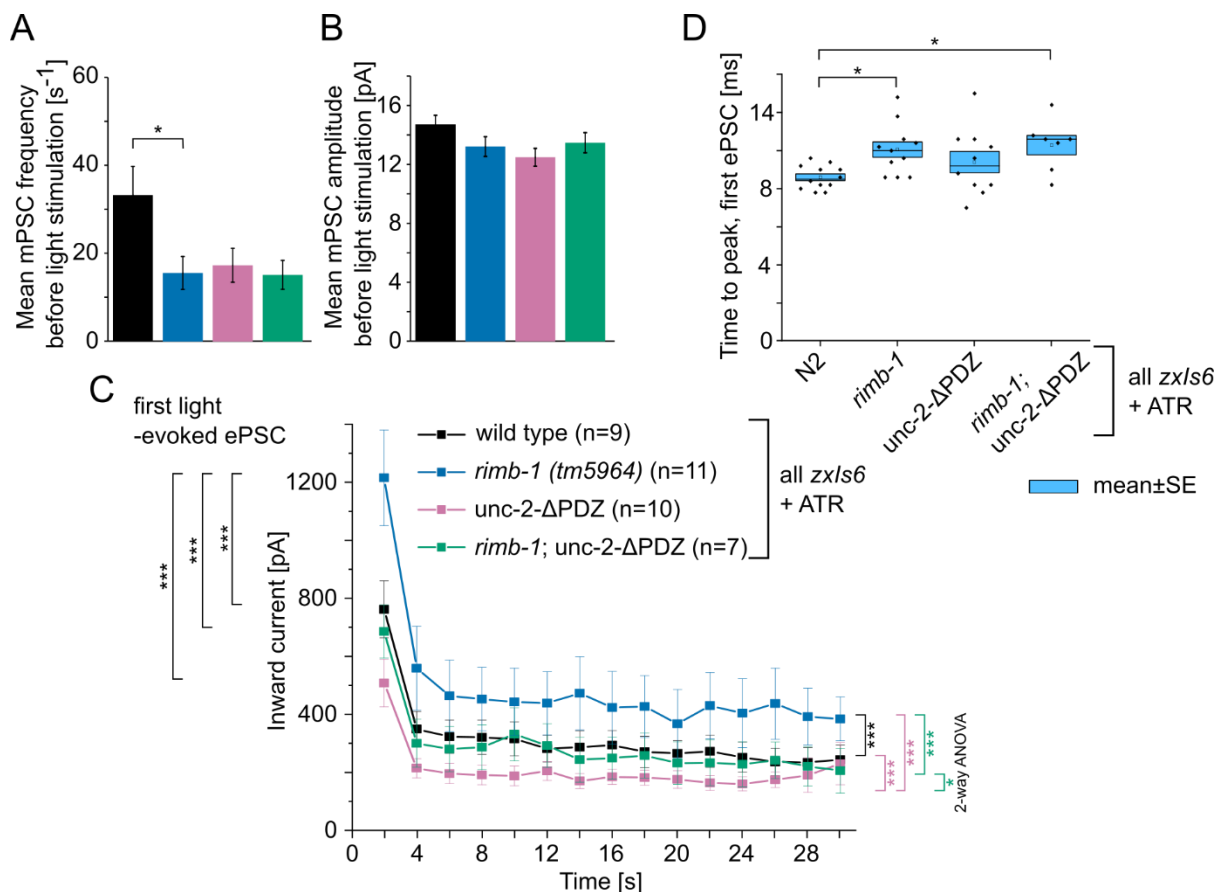 A
Mean mPSC frequency
before light stimulation [s⁻¹]
60
40
20
0
*
B
Mean mPSC amplitude
before light stimulation [pA]
16
14
12
8
6
4
2
0
D
Time to peak, first ePSC [ms]
14
8
4
0
*
*
N2
rimb-1
unc-2-ΔPDZ
rimb-1;
unc-2-ΔPDZ
all zxIs6
+ ATR
mean±SE
C
first light
-evoked ePSC
***
***
***
Inward current [pA]
1200
800
400
0
wild type (n=9)
rimb-1 (tm5964) (n=11)
unc-2-ΔPDZ (n=10)
rimb-1; unc-2-ΔPDZ (n=7)
all zxIs6
+ ATR
***
***
***
***
*
2-way ANOVA
0 2 4 8 12 16 20 24 28
Time [s]